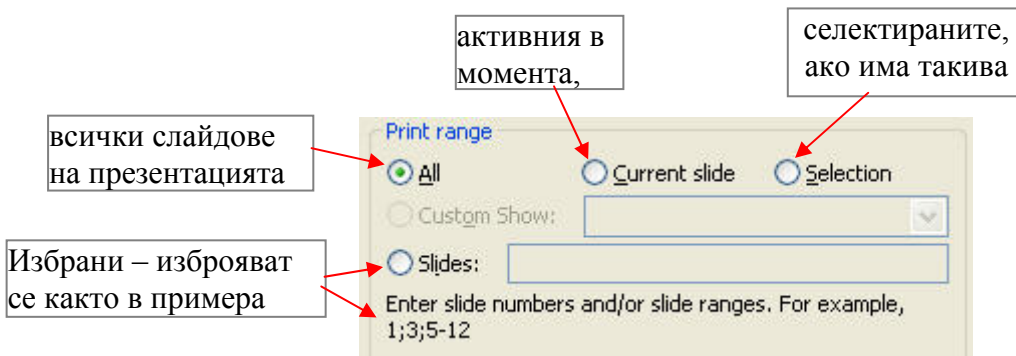 активния в
момента,
селектираните,
ако има такива
всички слайдове
на презентацията
Print range
All
Current slide
Selection
Custom Show:
Избрани – изброяват
се както в примера
Slides:
Enter slide numbers and/or slide ranges. For example,
1;3;5-12